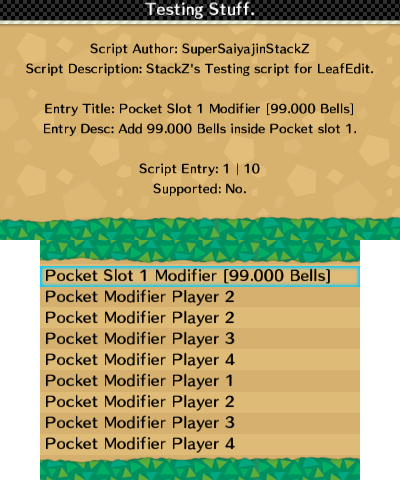 Testing Stuff.
Script Author: SuperSaiyajinStackZ
Script Description: StackZ's Testing script for LeafEdit.
Entry Title: Pocket Slot 1 Modifier [99.000 Bells]
Entry Desc: Add 99.000 Bells inside Pocket slot 1.
Script Entry: 1 | 10
Supported: No.
Pocket Slot 1 Modifier [99.000 Bells]
Pocket Modifier Player 2
Pocket Modifier Player 2
Pocket Modifier Player 3
Pocket Modifier Player 4
Pocket Modifier Player 1
Pocket Modifier Player 2
Pocket Modifier Player 3
Pocket Modifier Player 4